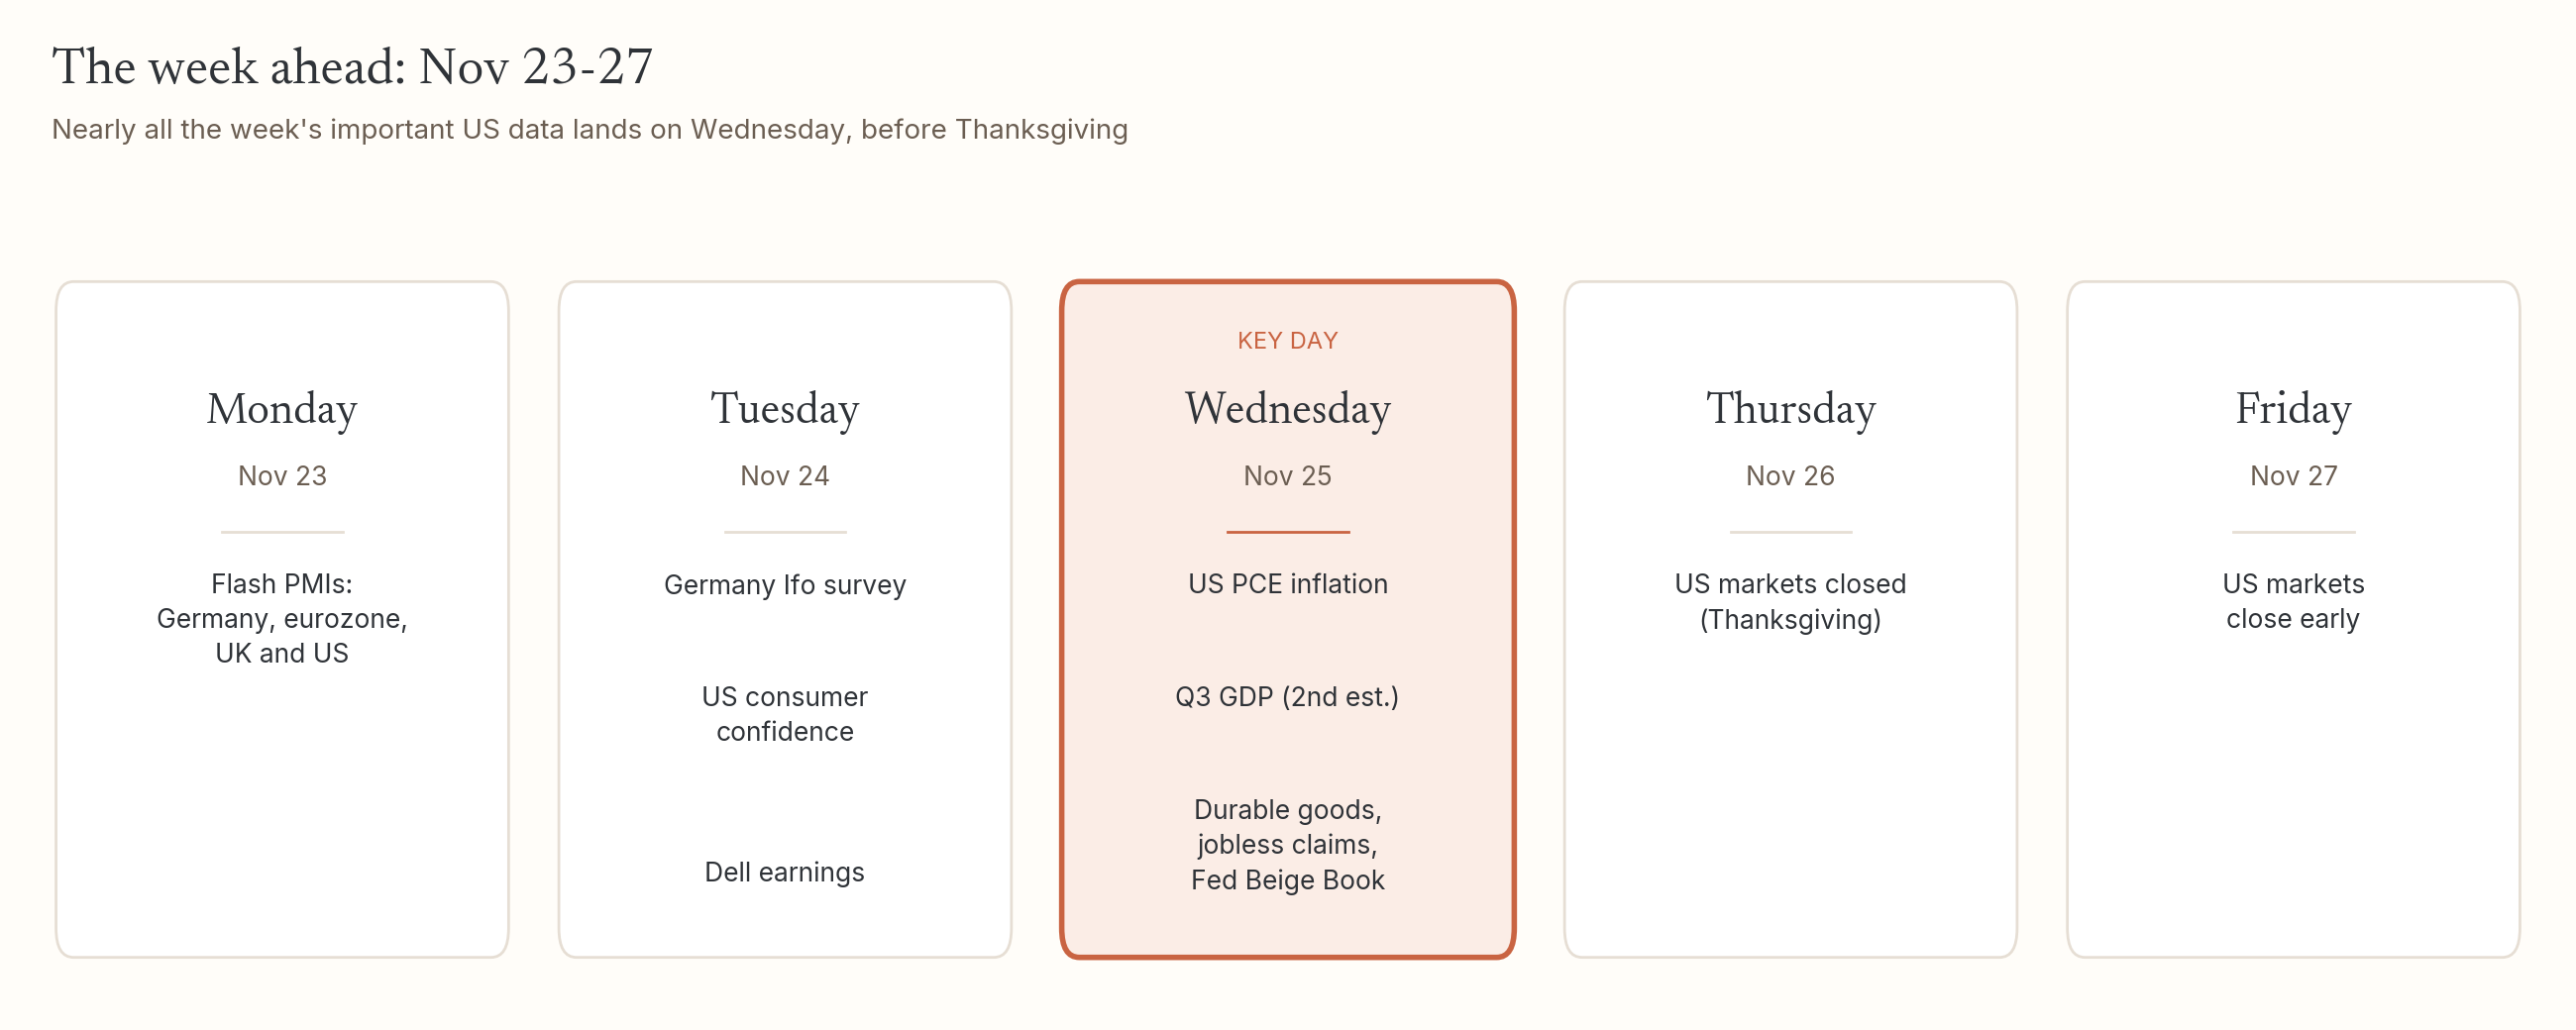 The week ahead: Nov 23-27
Nearly all the week's important US data lands on Wednesday, before Thanksgiving
Monday
Nov 23
Flash PMIs:
Germany, eurozone,
UK and US
Tuesday
Nov 24
Germany Ifo survey
US consumer
confidence
Dell earnings
KEY DAY
Wednesday
Nov 25
US PCE inflation
Q3 GDP (2nd est.)
Durable goods,
jobless claims,
Fed Beige Book
Thursday
Nov 26
US markets closed
(Thanksgiving)
Friday
Nov 27
US markets
close early